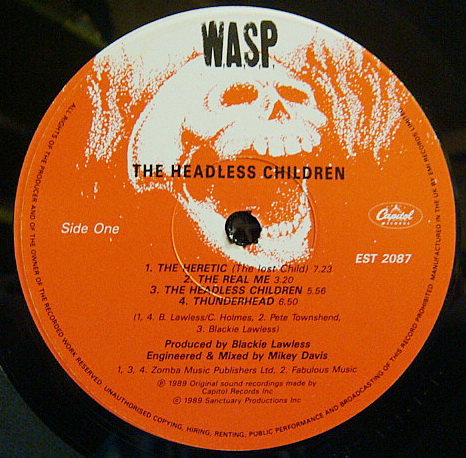 WASP
THE HEADLESS CHILDREN
Side One
Capitol
RECORDS
EST 2087
1. THE HERETIC (The lost Child) 7.23
2. THE REAL ME 3.20
3. THE HEADLESS CHILDREN 5.56
4. THUNDERHEAD 6.50
(1, 4. B. Lawless/C. Holmes, 2. Pete Townshend,
3. Blackie Lawless)
Produced by Blackie Lawless
Engineered & Mixed by Mikey Davis
1, 3, 4. Zomba Music Publishers Ltd. 2. Fabulous Music
℗ 1989 Original sound recordings made by
Capitol Records Inc
© 1989 Sanctuary Productions Inc
ALL RIGHTS OF THE PRODUCER AND OF THE OWNER OF THE RECORDED WORK RESERVED. UNAUTHORISED COPYING, HIRING, RENTING, PUBLIC PERFORMANCE AND BROADCASTING OF THIS RECORD PROHIBITED. MANUFACTURED IN THE U.K. BY EMI RECORDS LIMITED